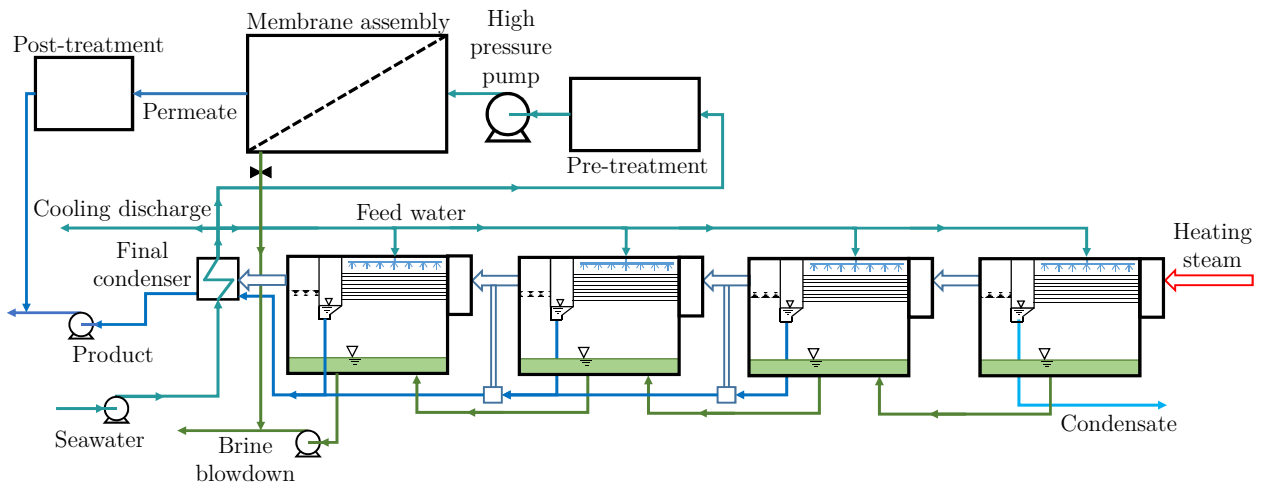 Membrane assembly
High
pressure
pump
Post-treatment
Permeate
Pre-treatment
Cooling discharge
Feed water
Final
condenser
Heating
steam
Product
Seawater
Brine
blowdown
Condensate